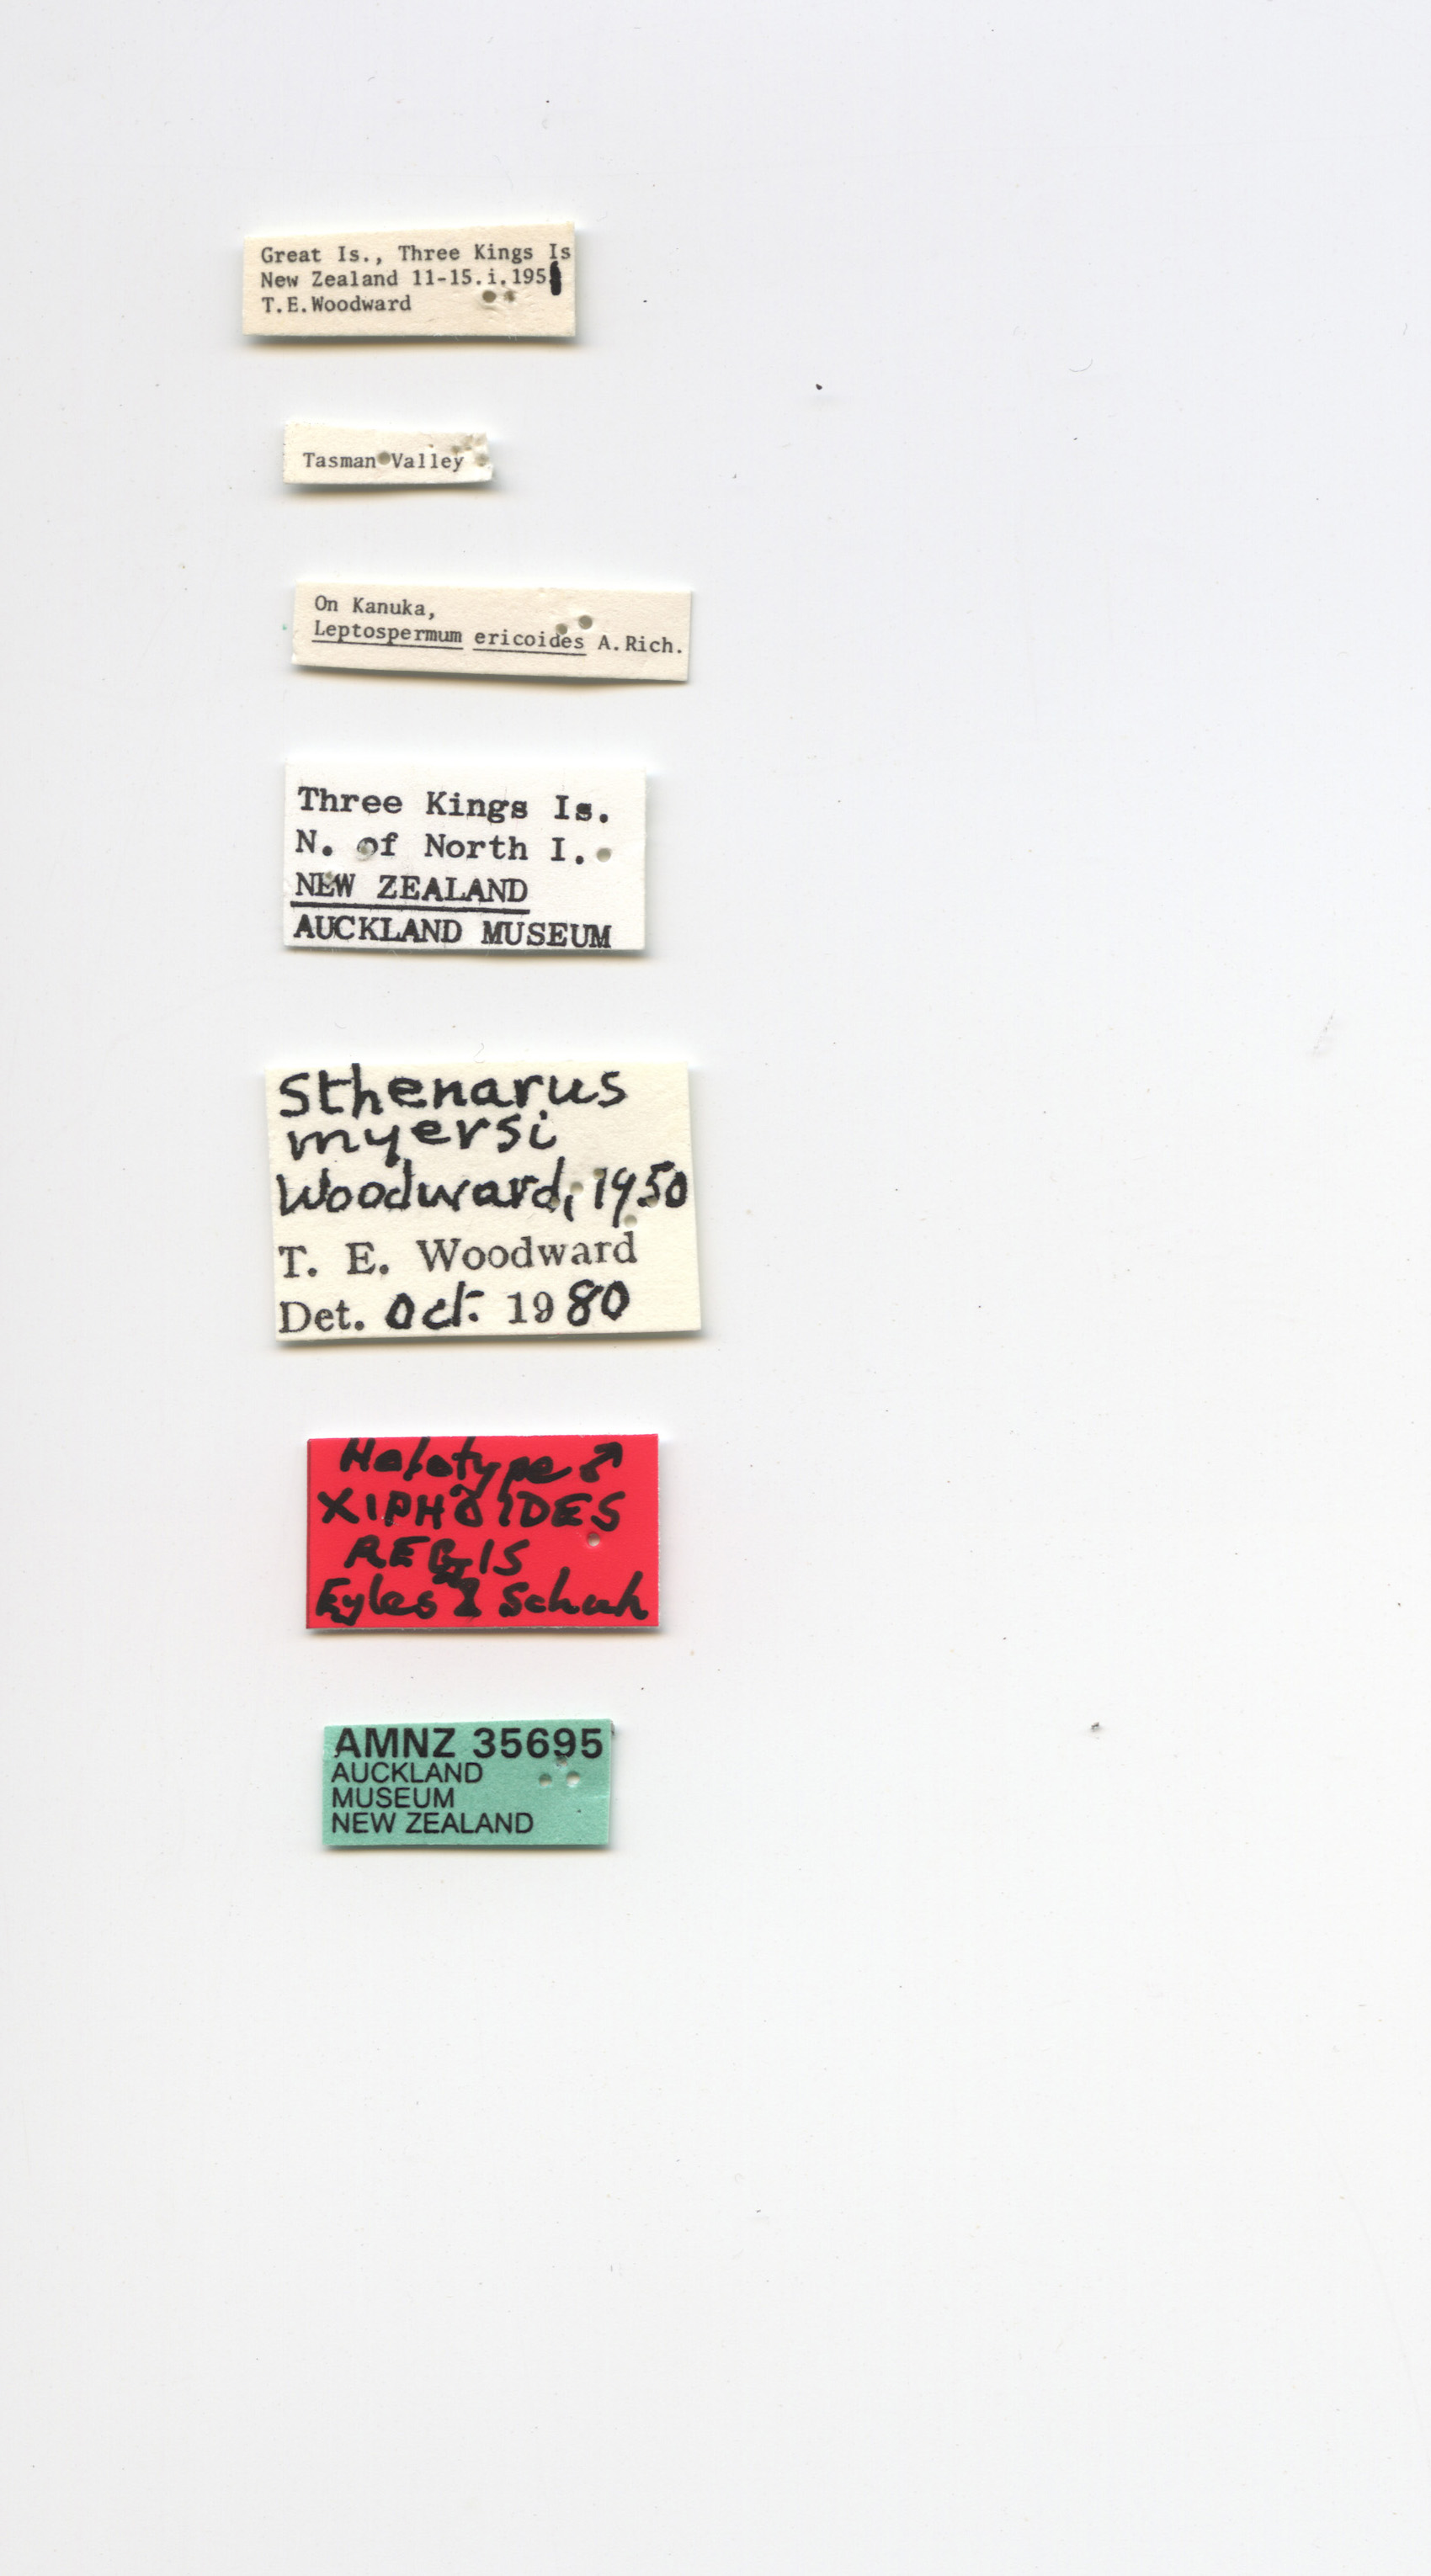 Great Is., Three Kings Is
New Zealand 11-15.i.1951
T.E.Woodward
Tasman Valley
On Kanuka,
Leptospermum ericoides A.Rich.
Three Kings Is.
N. of North I.
NEW ZEALAND
AUCKLAND MUSEUM
Sthenarus
myersi
Woodward, 1950
T. E. Woodward
Det. Oct. 1980
Holotype ♂
XIPHOIDES
REGIS
Eyles & Schuh
AMNZ 35695
AUCKLAND
MUSEUM
NEW ZEALAND